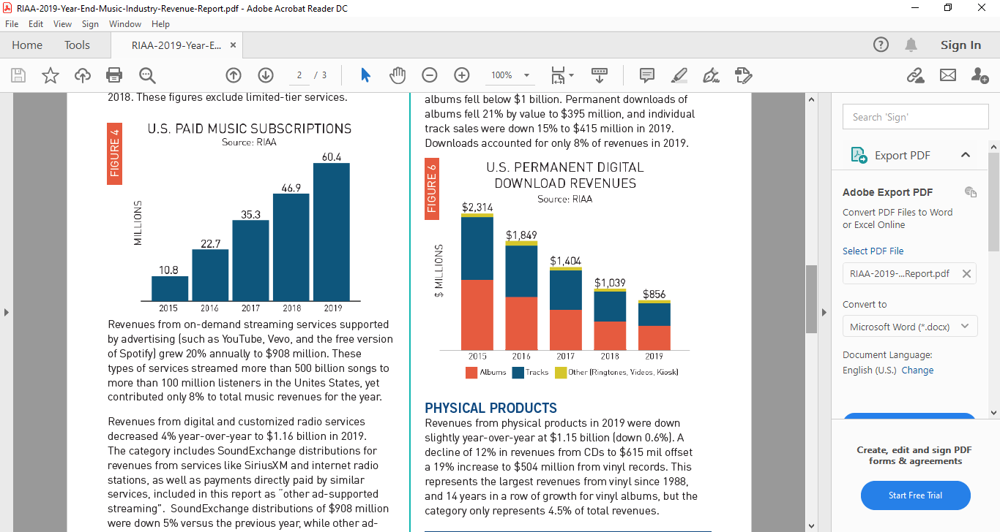 RIAA-2019-Year-End-Music-Industry-Revenue-Report.pdf - Adobe Acrobat Reader DC
File Edit View Sign Window Help
Home Tools RIAA-2019-Year-E... ×
Sign In
2 / 3
100%
2018. These figures exclude limited-tier services.
FIGURE 4
U.S. PAID MUSIC SUBSCRIPTIONS
Source: RIAA
MILLIONS
10.8
22.7
35.3
46.9
60.4
2015 2016 2017 2018 2019
Revenues from on-demand streaming services supported
by advertising (such as YouTube, Vevo, and the free version
of Spotify) grew 20% annually to $908 million. These
types of services streamed more than 500 billion songs to
more than 100 million listeners in the Unites States, yet
contributed only 8% to total music revenues for the year.
Revenues from digital and customized radio services
decreased 4% year-over-year to $1.16 billion in 2019.
The category includes SoundExchange distributions for
revenues from services like SiriusXM and internet radio
stations, as well as payments directly paid by similar
services, included in this report as “other ad-supported
streaming”. SoundExchange distributions of $908 million
were down 5% versus the previous year, while other ad-
albums fell below $1 billion. Permanent downloads of
albums fell 21% by value to $395 million, and individual
track sales were down 15% to $415 million in 2019.
Downloads accounted for only 8% of revenues in 2019.
FIGURE 6
U.S. PERMANENT DIGITAL
DOWNLOAD REVENUES
Source: RIAA
$ MILLIONS
$2,314
$1,849
$1,404
$1,039
$856
2015 2016 2017 2018 2019
Albums Tracks Other (Ringtones, Videos, Kiosk)
PHYSICAL PRODUCTS
Revenues from physical products in 2019 were down
slightly year-over-year at $1.15 billion (down 0.6%). A
decline of 12% in revenues from CDs to $615 mil offset
a 19% increase to $504 million from vinyl records. This
represents the largest revenues from vinyl since 1988,
and 14 years in a row of growth for vinyl albums, but the
category only represents 4.5% of total revenues.
Search 'Sign'
Export PDF
Adobe Export PDF
Convert PDF Files to Word
or Excel Online
Select PDF File
RIAA-2019-...Report.pdf
Convert to
Microsoft Word (*.docx)
Document Language:
English (U.S.) Change
Create, edit and sign PDF
forms & agreements
Start Free Trial